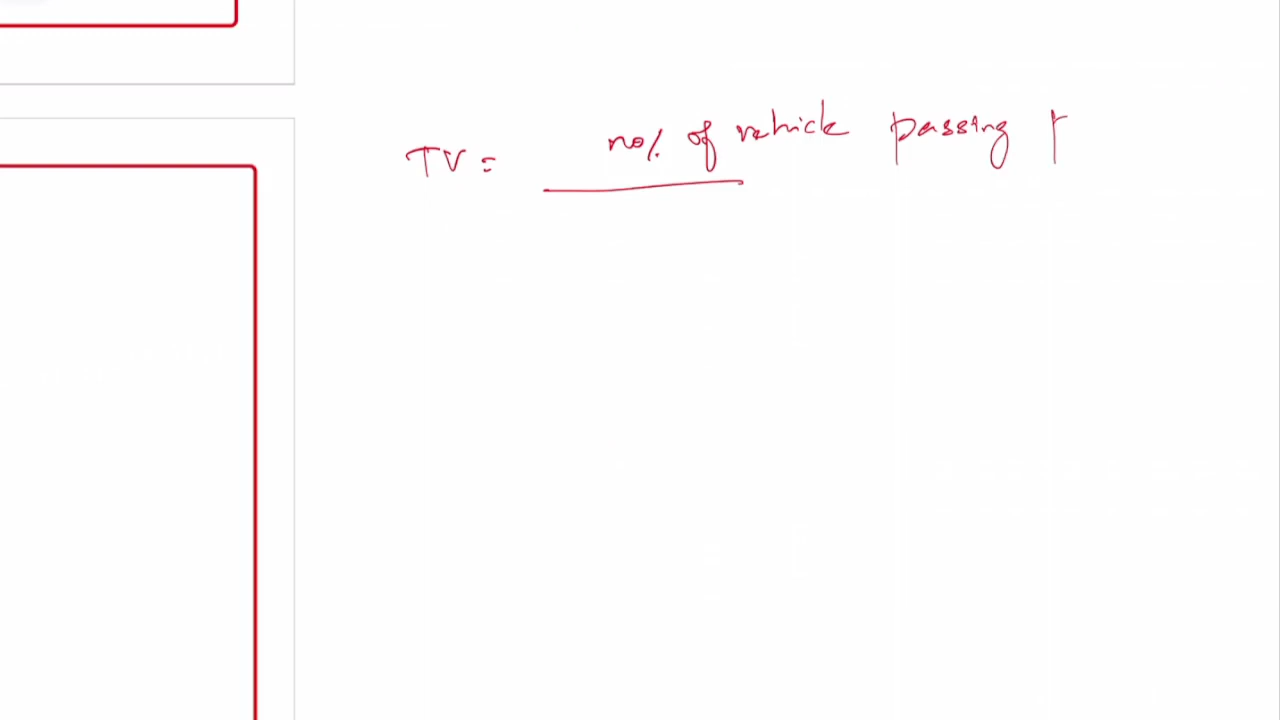 TV = no/. of vehicle passing